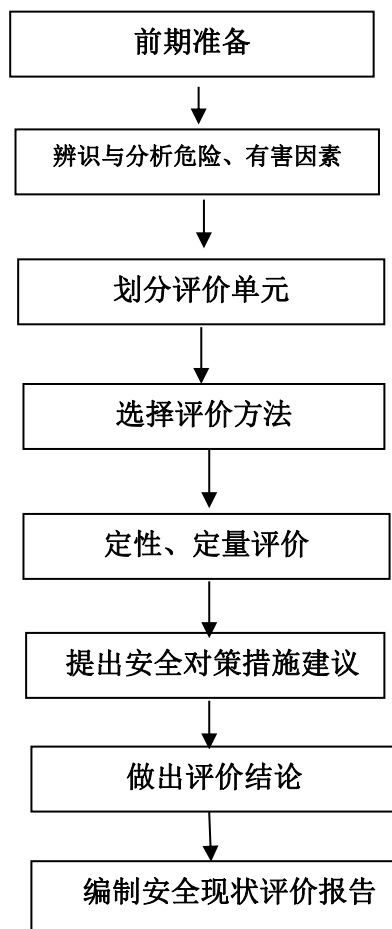 前期准备
辨识与分析危险、有害因素
划分评价单元
选择评价方法
定性、定量评价
提出安全对策措施建议
做出评价结论
编制安全现状评价报告